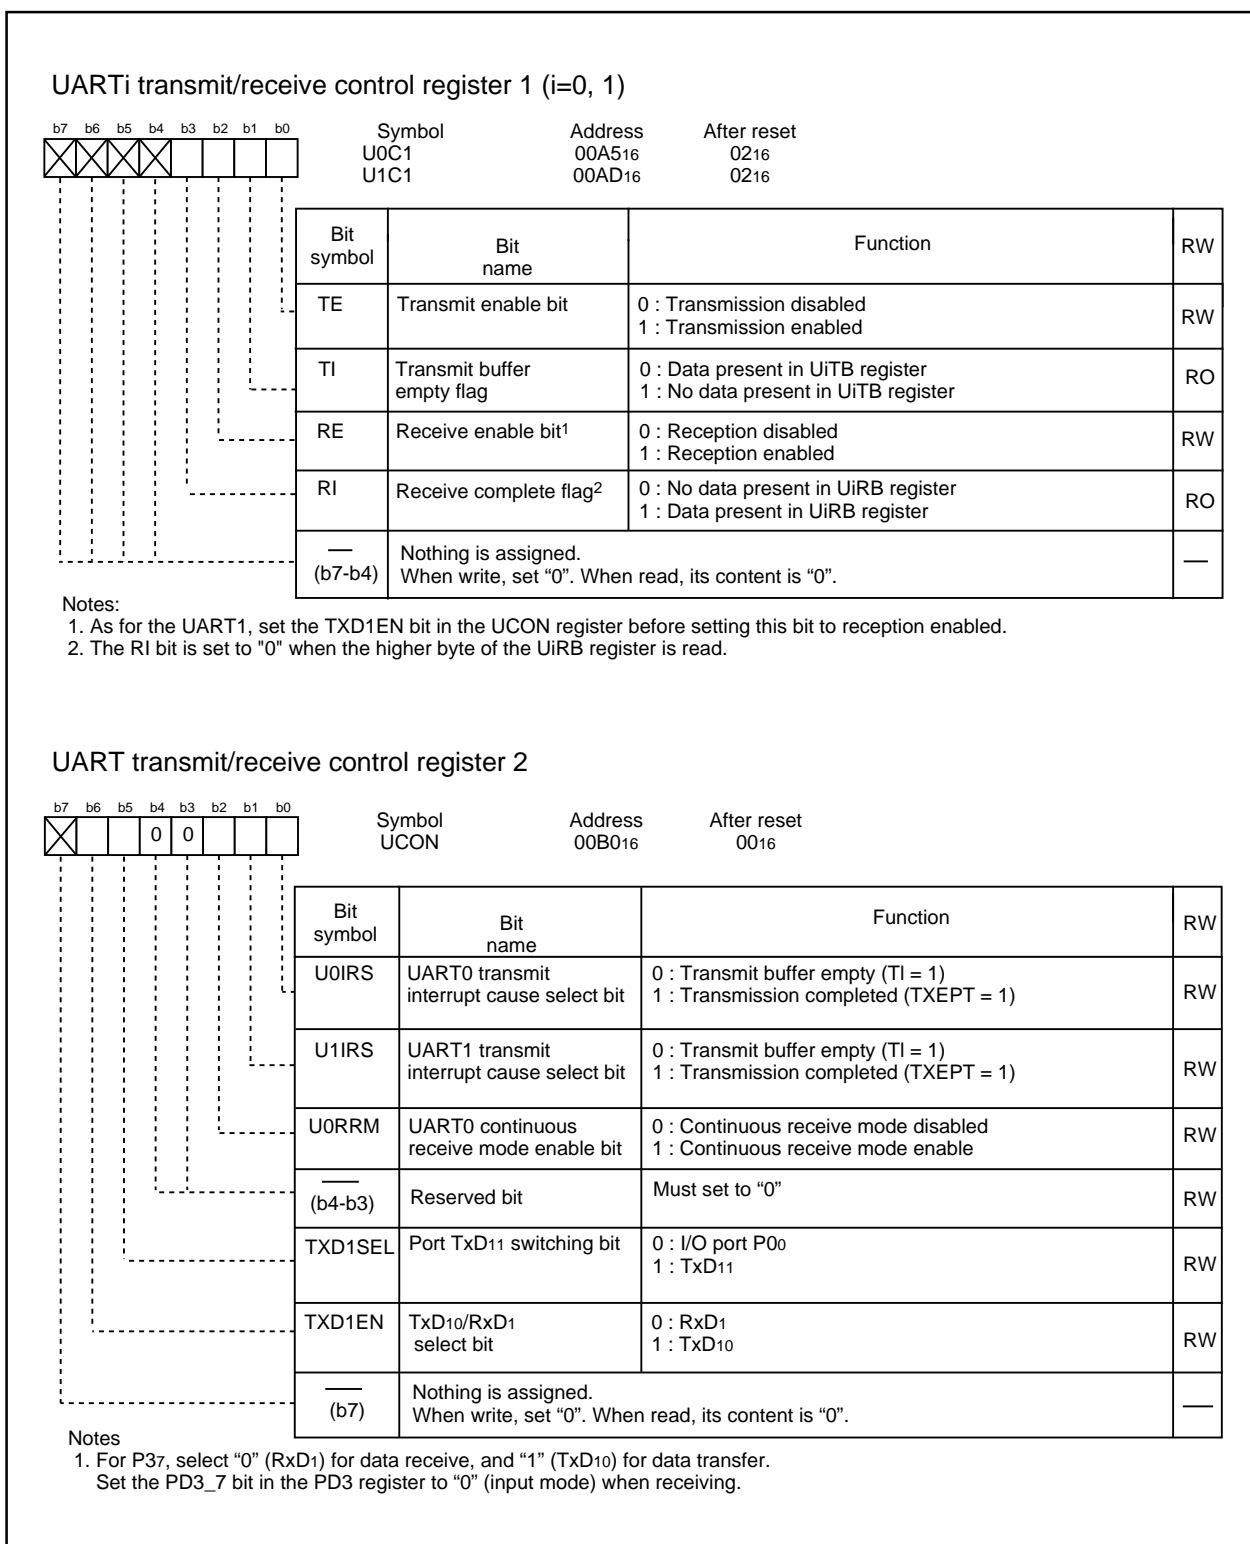 UARTi transmit/receive control register 1 (i=0, 1)
b7 b6 b5 b4 b3 b2 b1 b0
Symbol Address After reset
U0C1 00A516 0216
U1C1 00AD16 0216
Bit symbol Bit name Function RW
TE Transmit enable bit 0 : Transmission disabled
1 : Transmission enabled RW
TI Transmit buffer empty flag 0 : Data present in UiTB register
1 : No data present in UiTB register RO
RE Receive enable bit1 0 : Reception disabled
1 : Reception enabled RW
RI Receive complete flag2 0 : No data present in UiRB register
1 : Data present in UiRB register RO
(b7-b4) Nothing is assigned.
When write, set “0”. When read, its content is “0”. —
Notes:
1. As for the UART1, set the TXD1EN bit in the UCON register before setting this bit to reception enabled.
2. The RI bit is set to "0" when the higher byte of the UiRB register is read.
UART transmit/receive control register 2
b7 b6 b5 b4 b3 b2 b1 b0
0 0
Symbol Address After reset
UCON 00B016 0016
Bit symbol Bit name Function RW
U0IRS UART0 transmit interrupt cause select bit 0 : Transmit buffer empty (TI = 1)
1 : Transmission completed (TXEPT = 1) RW
U1IRS UART1 transmit interrupt cause select bit 0 : Transmit buffer empty (TI = 1)
1 : Transmission completed (TXEPT = 1) RW
U0RRM UART0 continuous receive mode enable bit 0 : Continuous receive mode disabled
1 : Continuous receive mode enable RW
(b4-b3) Reserved bit Must set to “0” RW
TXD1SEL Port TxD11 switching bit 0 : I/O port P00
1 : TxD11 RW
TXD1EN TxD10/RxD1 select bit 0 : RxD1
1 : TxD10 RW
(b7) Nothing is assigned.
When write, set “0”. When read, its content is “0”. —
Notes
1. For P37, select “0” (RxD1) for data receive, and “1” (TxD10) for data transfer.
Set the PD3_7 bit in the PD3 register to “0” (input mode) when receiving.